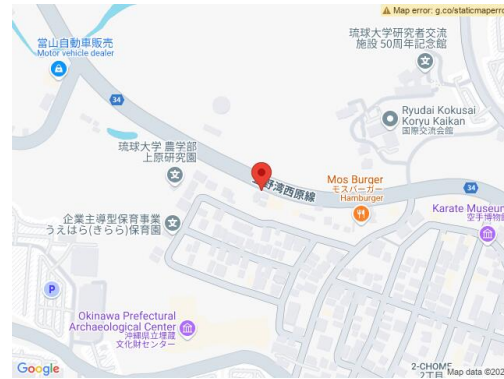 Map error: g.co/staticmaperro
當山自動車販売
Motor vehicle dealer
琉球大学研究者交流
施設 50周年記念館
34
Ryudai Kokusai
Koryu Kaikan
国際交流会館
琉球大学 農学部
上原研究園
野湾西原線
34
Mos Burger
モスバーガー
Hamburger
Karate Museum
空手博物館
企業主導型保育事業
うえはら(きらら)保育園
P
Okinawa Prefectural
Archaeological Center
沖縄県立埋蔵
文化財センター
2-CHOME
2丁目
Google
Map data ©202